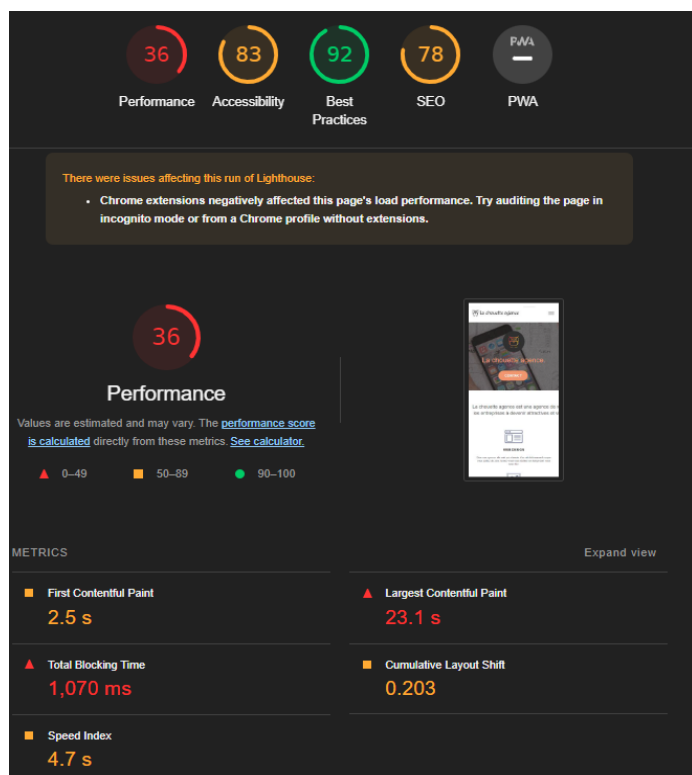 36
83
92
78
PWA
Performance
Accessibility
Best
Practices
SEO
PWA
There were issues affecting this run of Lighthouse:
• Chrome extensions negatively affected this page's load performance. Try auditing the page in
incognito mode or from a Chrome profile without extensions.
36
Performance
Values are estimated and may vary. The performance score
is calculated directly from these metrics. See calculator.
0–49
50–89
90–100
La chouette agence
La chouette agence
METRICS
Expand view
First Contentful Paint
2.5 s
Largest Contentful Paint
23.1 s
Total Blocking Time
1,070 ms
Cumulative Layout Shift
0.203
Speed Index
4.7 s